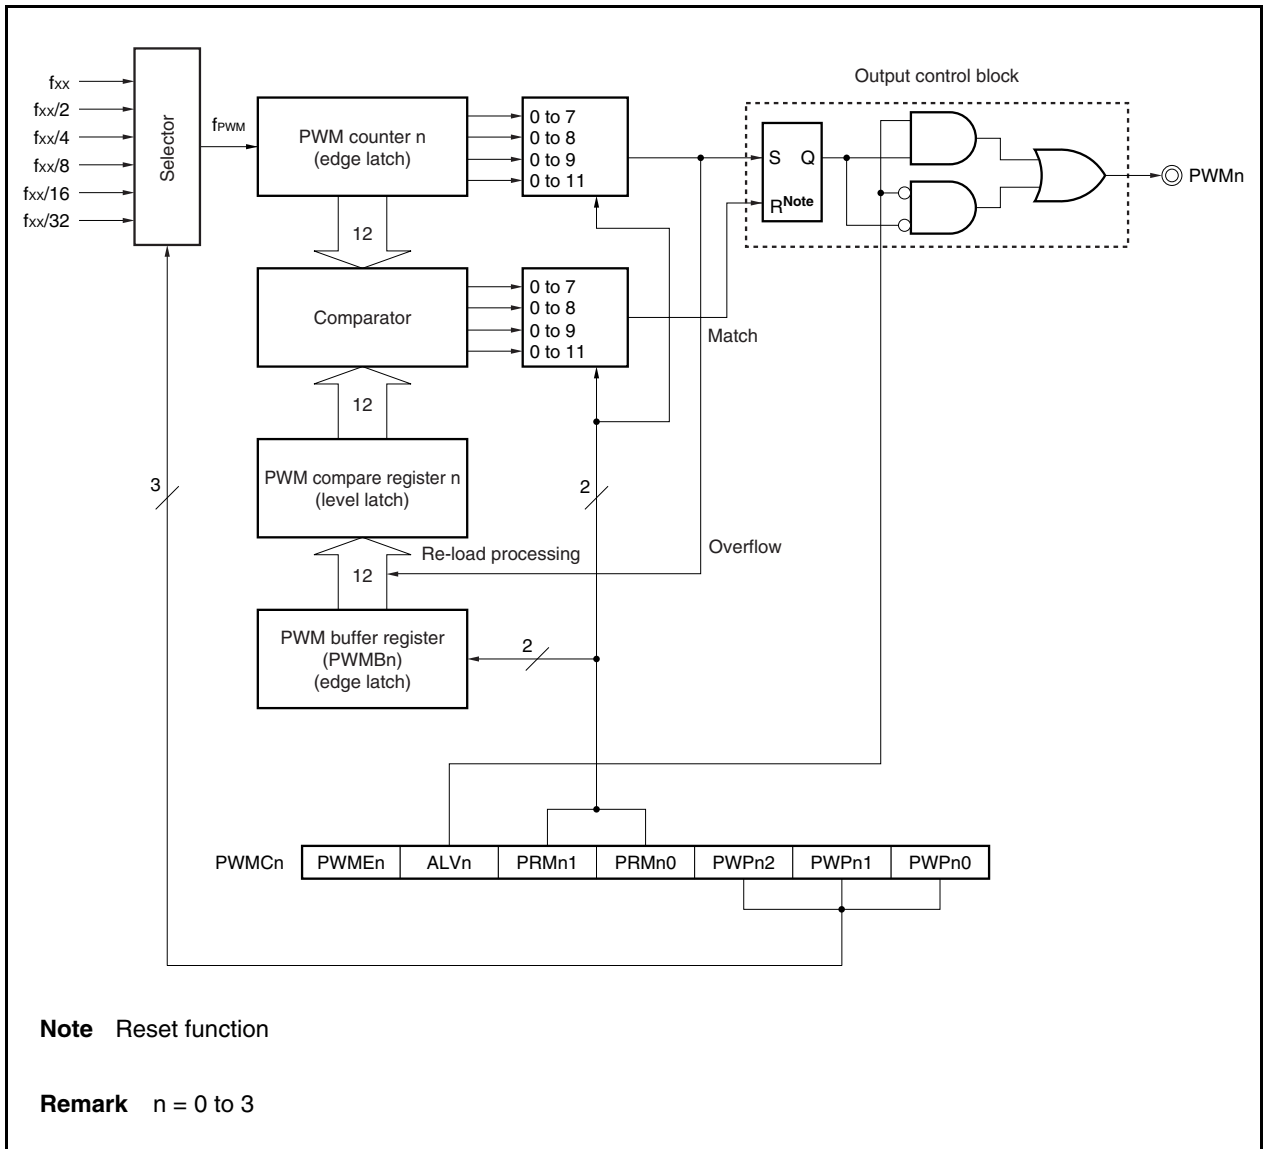 Output control block
fxx
fxx/2
fxx/4
fxx/8
fxx/16
fxx/32
Selector
fPWM
PWM counter n
(edge latch)
0 to 7
0 to 8
0 to 9
0 to 11
S Q
RNote
PWMn
12
Comparator
0 to 7
0 to 8
0 to 9
0 to 11
Match
12
PWM compare register n
(level latch)
3
2
Re-load processing
Overflow
12
PWM buffer register
(PWMBn)
(edge latch)
2
PWMCn PWMEn ALVn PRMn1 PRMn0 PWPn2 PWPn1 PWPn0
Note Reset function
Remark n = 0 to 3